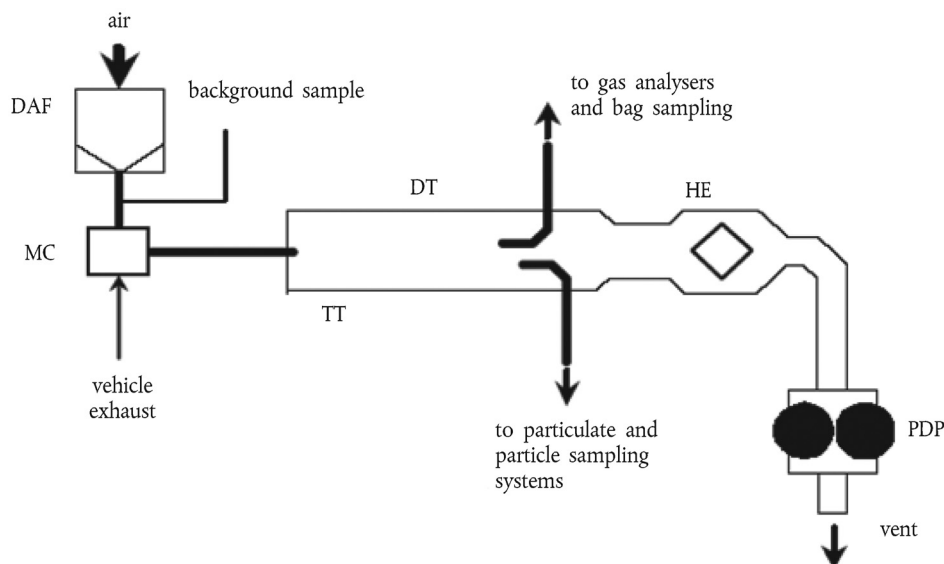 air
DAF
background sample
to gas analysers
and bag sampling
DT
HE
MC
TT
vehicle
exhaust
to particulate and
particle sampling
systems
PDP
vent